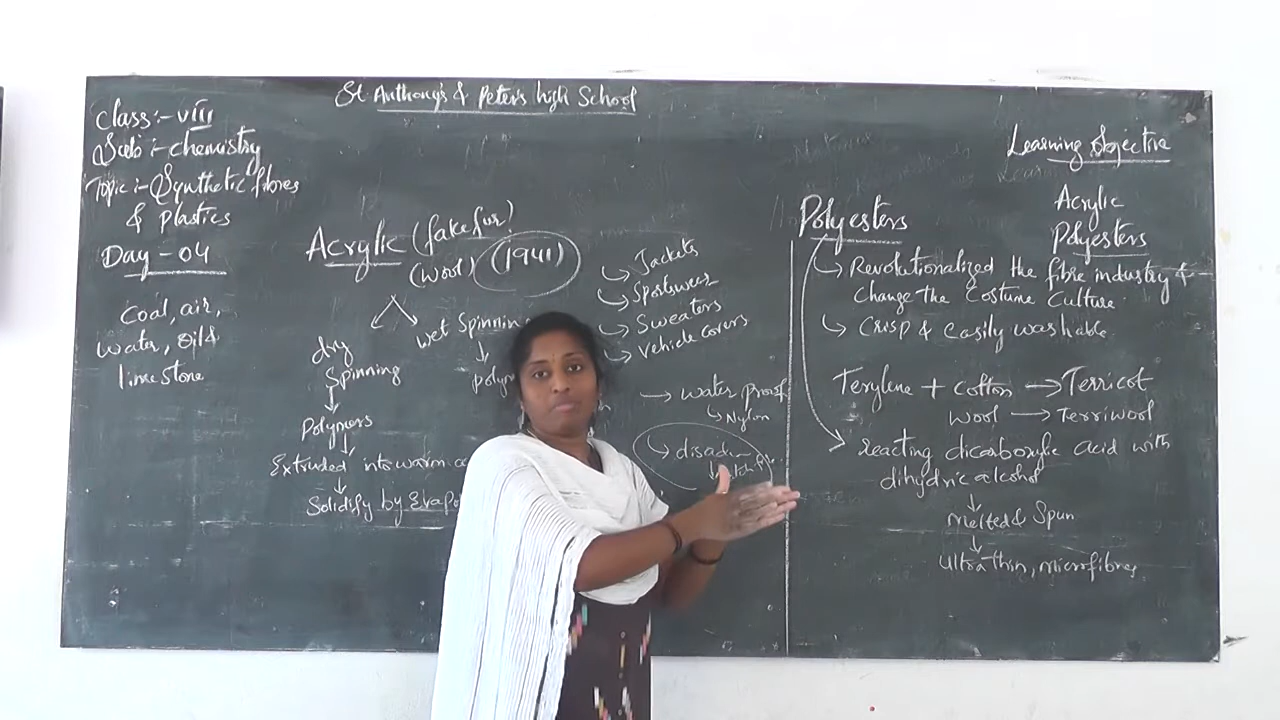 St. Anthony's & Peter's high School
Class:- VIII
Sub:- chemistry
Topic:- Synthetic fibres
& plastics
Day - 04
Coal, air,
water, oil &
lime stone
Acrylic (fake fur)
(wool) (1941)
dry
Spinning
Polymers
Extruded into warm
Solidify by
wet Spinning
Jackets
Sportswear
Sweaters
Vehicle covers
→ water proof
Nylon
Polyesters
Revolutionalized the fibre industry &
Change the Costume Culture.
Crisp & easily washable
Terylene + cotton → Terricot
wool → Terriwool
reacting dicarboxylic acid with
dihydric alcohol
Melted & Spun
Ultra thin, microfibres
Learning objective
Acrylic
Polyesters